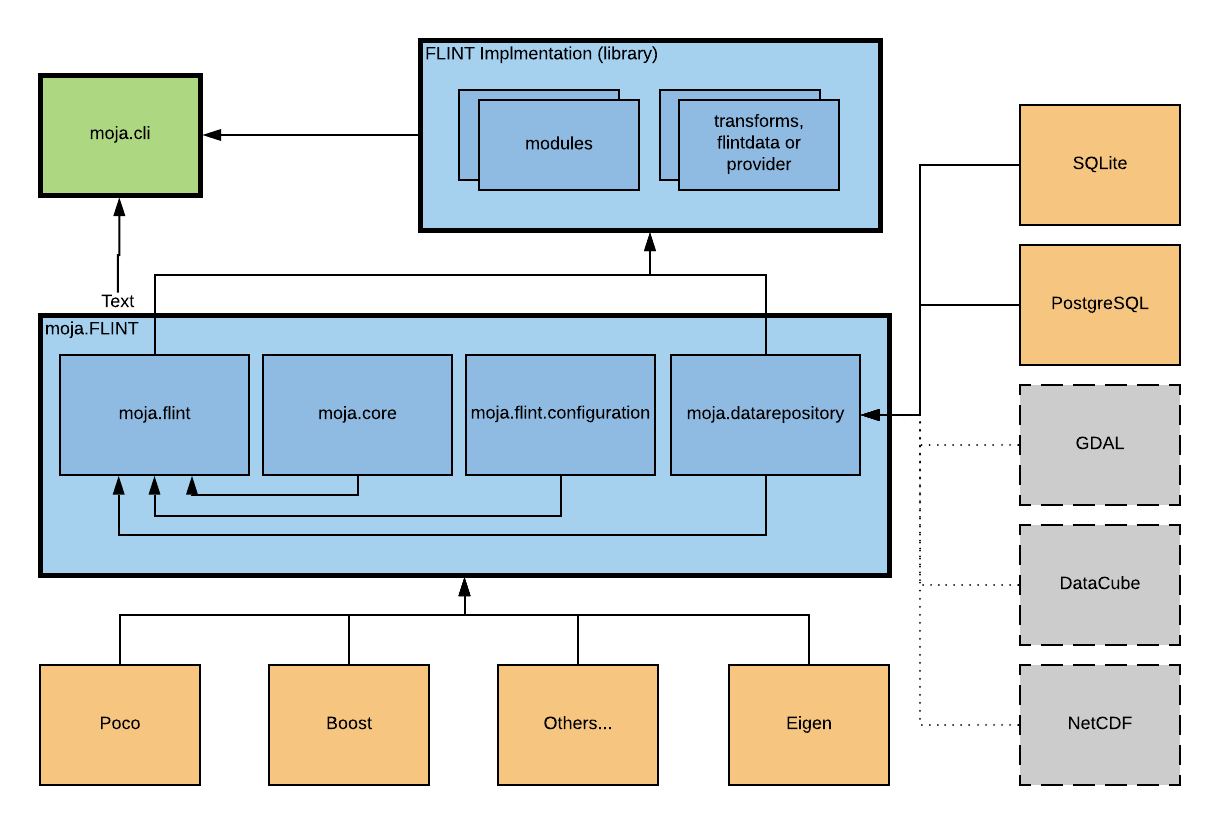 FLINT Implmentation (library)
moja.cli
modules
transforms,
flintdata or
provider
SQLite
PostgreSQL
Text
moja.FLINT
moja.flint
moja.core
moja.flint.configuration
moja.datarepository
GDAL
DataCube
NetCDF
Poco
Boost
Others...
Eigen